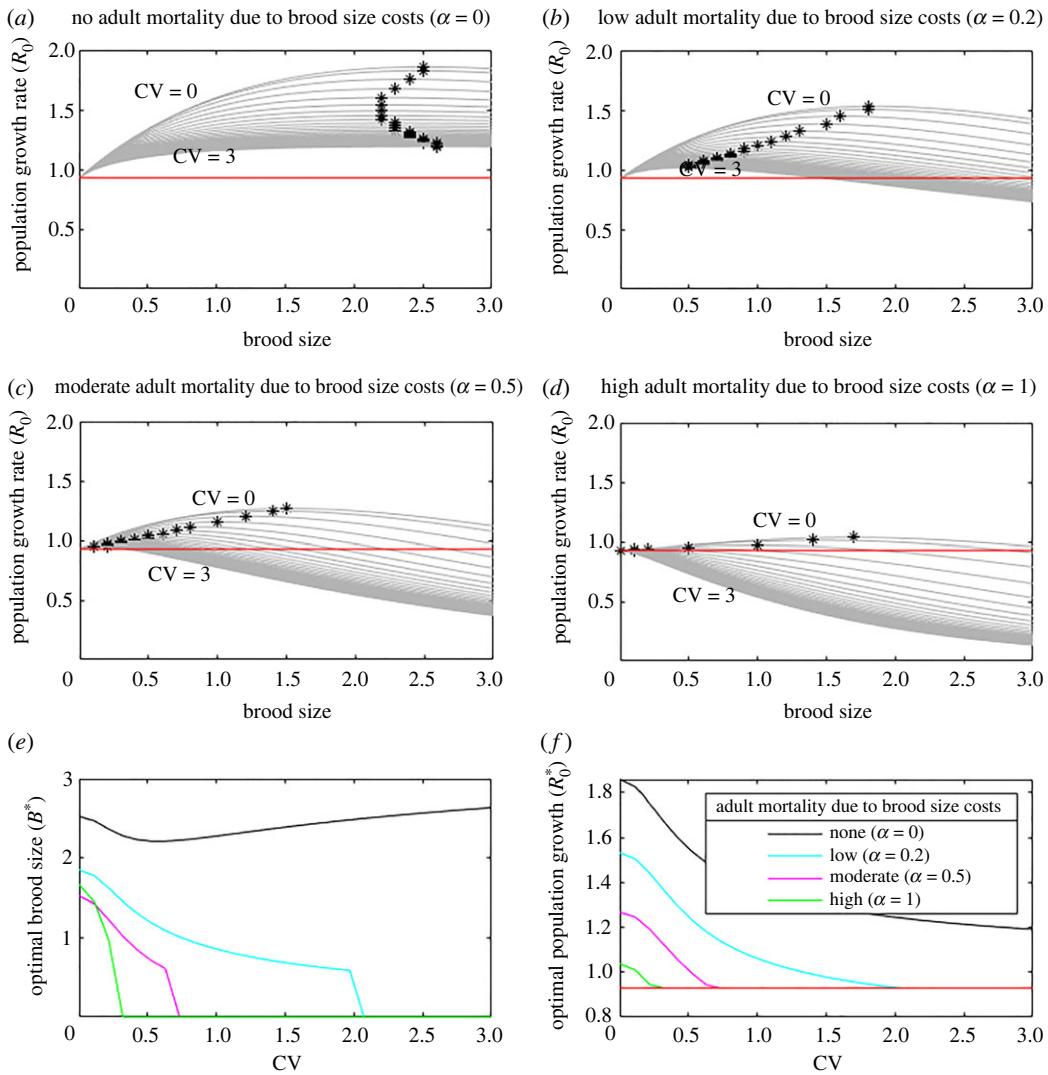 (a) no adult mortality due to brood size costs (α = 0)
population growth rate (R0)
2.0
1.5
1.0
0.5
CV = 0
CV = 3
0 0.5 1.0 1.5 2.0 2.5 3.0
brood size
(b) low adult mortality due to brood size costs (α = 0.2)
population growth rate (R0)
2.0
1.5
1.0
0.5
CV = 0
CV = 3
0 0.5 1.0 1.5 2.0 2.5 3.0
brood size
(c) moderate adult mortality due to brood size costs (α = 0.5)
population growth rate (R0)
2.0
1.5
1.0
0.5
CV = 0
CV = 3
0 0.5 1.0 1.5 2.0 2.5 3.0
brood size
(d) high adult mortality due to brood size costs (α = 1)
population growth rate (R0)
2.0
1.5
1.0
0.5
CV = 0
CV = 3
0 0.5 1.0 1.5 2.0 2.5 3.0
brood size
(e)
optimal brood size (B*)
3
2
1
0 0.5 1.0 1.5 2.0 2.5 3.0
CV
(f)
optimal population growth (R0*)
1.8
1.6
1.4
1.2
1.0
0.8
adult mortality due to brood size costs
none (α = 0)
low (α = 0.2)
moderate (α = 0.5)
high (α = 1)
0 0.5 1.0 1.5 2.0 2.5 3.0
CV